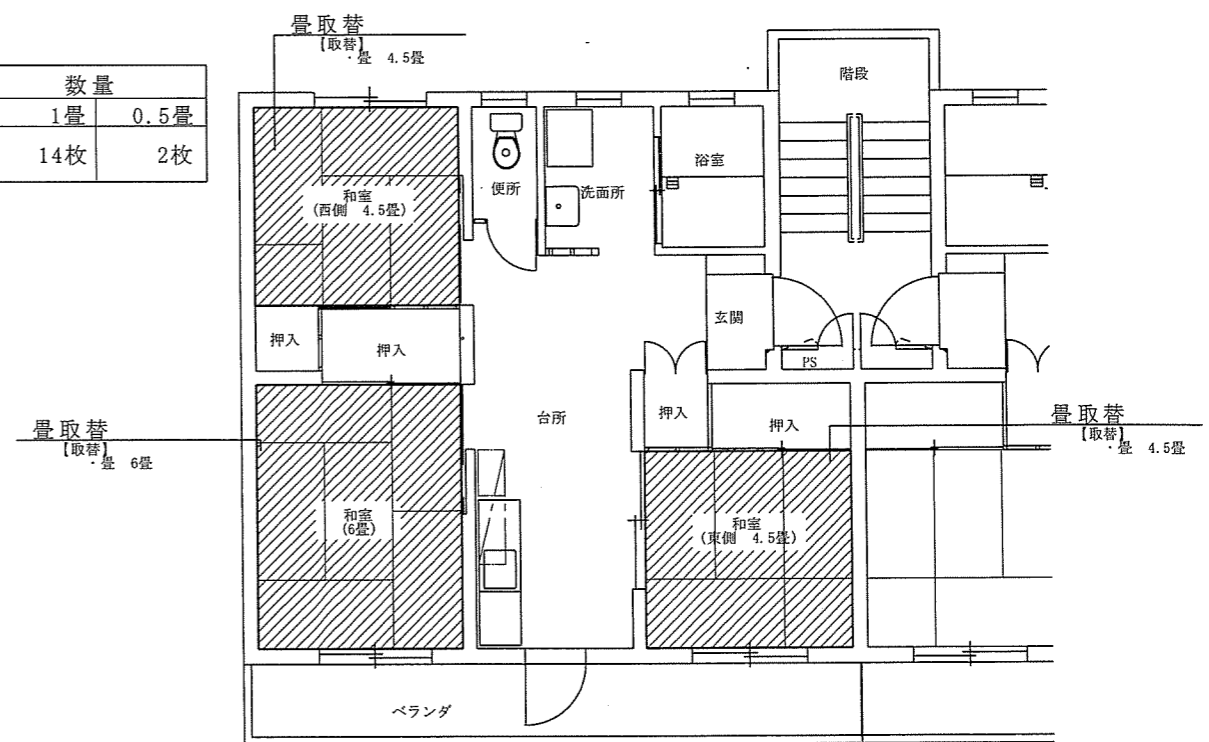 畳取替
【取替】
・畳 4.5畳
数量
1畳 0.5畳
14枚 2枚
階段
浴室
便所
洗面所
和室
(西側 4.5畳)
玄関
押入
押入
PS
台所
押入
押入
畳取替
【取替】
・畳 6畳
畳取替
【取替】
・畳 4.5畳
和室
(6畳)
和室
(東側 4.5畳)
ベランダ